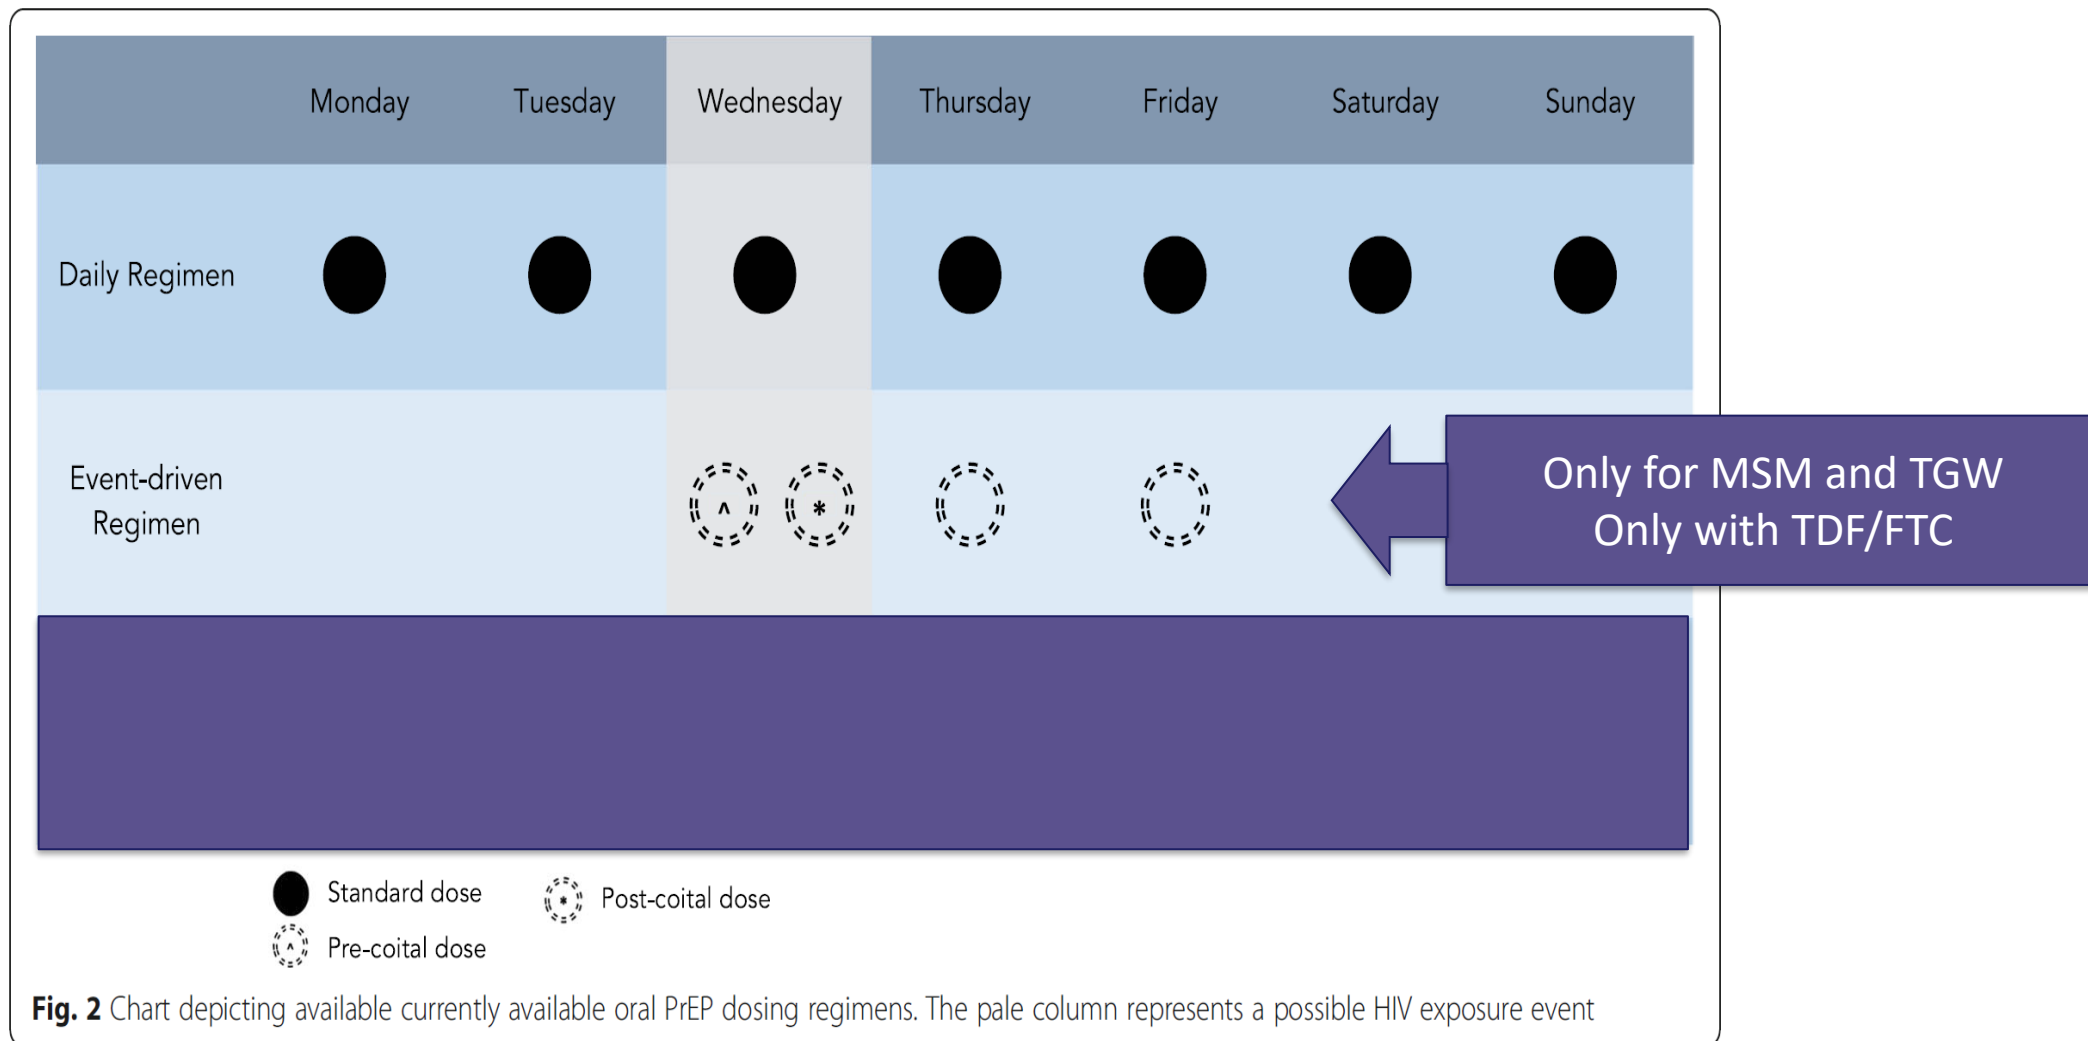 Monday Tuesday Wednesday Thursday Friday Saturday Sunday
Daily Regimen
Event-driven
Regimen
^ *
Only for MSM and TGW
Only with TDF/FTC
Standard dose
* Post-coital dose
^ Pre-coital dose
Fig. 2 Chart depicting available currently available oral PrEP dosing regimens. The pale column represents a possible HIV exposure event